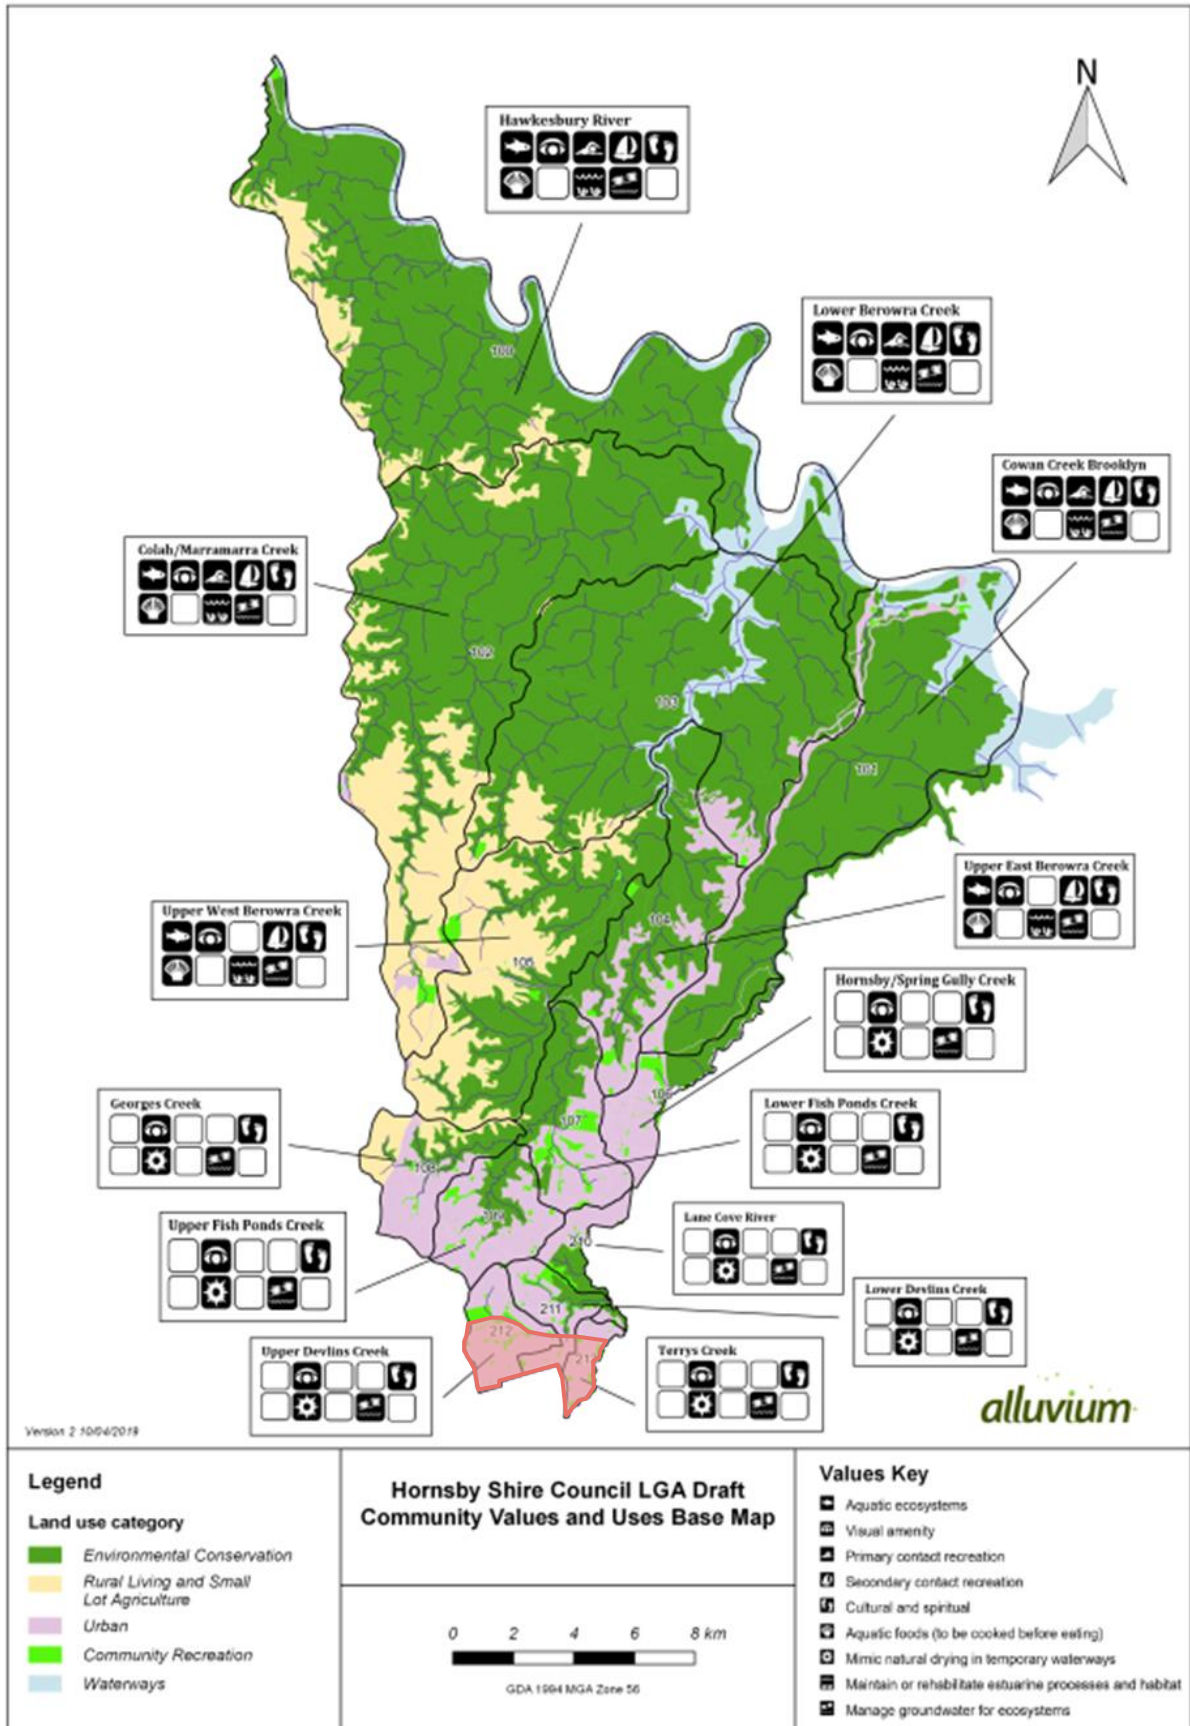 N
Hawkesbury River
Lower Berowra Creek
Cowan Creek Brooklyn
Colah/Marramarra Creek
Upper East Berowra Creek
Upper West Berowra Creek
Hornsby/Spring Gully Creek
Georges Creek
Lower Fish Ponds Creek
Upper Fish Ponds Creek
Lane Cove River
Lower Devlins Creek
Upper Devlins Creek
Terrys Creek
100
102
103
101
104
105
106
107
108
109
210
211
212
alluvium
Version 2 10/04/2019
Legend
Land use category
Environmental Conservation
Rural Living and Small
Lot Agriculture
Urban
Community Recreation
Waterways
Hornsby Shire Council LGA Draft
Community Values and Uses Base Map
0 2 4 6 8 km
GDA 1994 MGA Zone 56
Values Key
Aquatic ecosystems
Visual amenity
Primary contact recreation
Secondary contact recreation
Cultural and spiritual
Aquatic foods (to be cooked before eating)
Mimic natural drying in temporary waterways
Maintain or rehabilitate estuarine processes and habitat
Manage groundwater for ecosystems